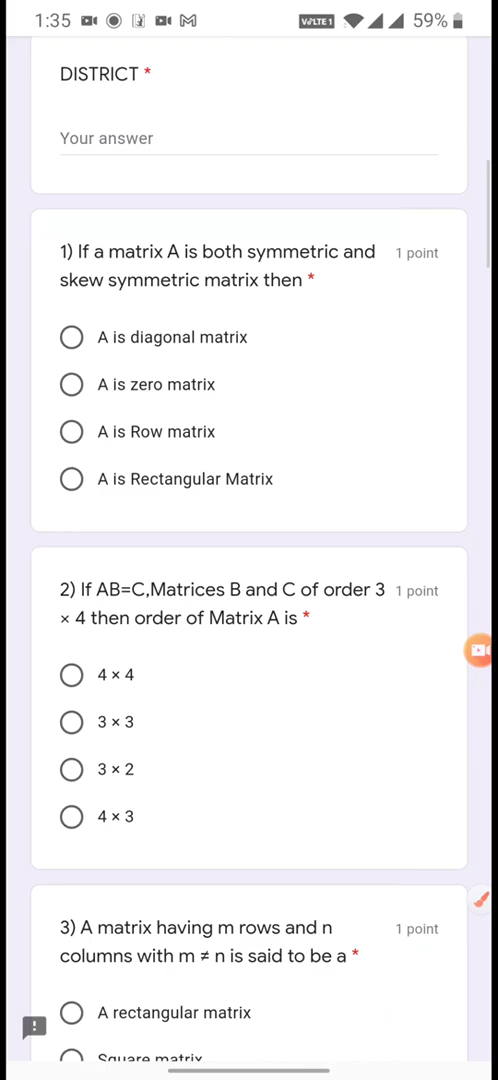 1:35 VoLTE1 59%
DISTRICT *
Your answer
1) If a matrix A is both symmetric and 1 point
skew symmetric matrix then *
A is diagonal matrix
A is zero matrix
A is Row matrix
A is Rectangular Matrix
2) If AB=C,Matrices B and C of order 3 1 point
× 4 then order of Matrix A is *
4 × 4
3 × 3
3 × 2
4 × 3
3) A matrix having m rows and n 1 point
columns with m ≠ n is said to be a *
A rectangular matrix
Square matrix